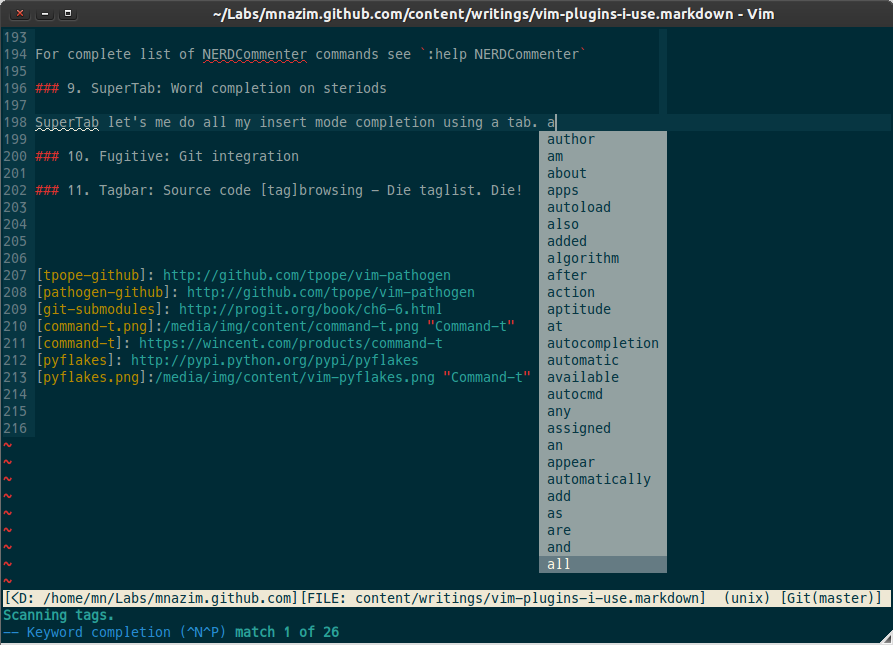 ~/Labs/mnazim.github.com/content/writings/vim-plugins-i-use.markdown - Vim
193
194 For complete list of NERDCommenter commands see `:help NERDCommenter`
195
196 ### 9. SuperTab: Word completion on steriods
197
198 SuperTab let's me do all my insert mode completion using a tab. a
199 author
200 ### 10. Fugitive: Git integration am
201 about
202 ### 11. Tagbar: Source code [tag]browsing - Die taglist. Die! apps
203 autoload
204 also
205 added
206 algorithm
207 [tpope-github]: http://github.com/tpope/vim-pathogen after
208 [pathogen-github]: http://github.com/tpope/vim-pathogen action
209 [git-submodules]: http://progit.org/book/ch6-6.html aptitude
210 [command-t.png]:/media/img/content/command-t.png "Command-t" at
211 [command-t]: https://wincent.com/products/command-t autocompletion
212 [pyflakes]: http://pypi.python.org/pypi/pyflakes automatic
213 [pyflakes.png]:/media/img/content/vim-pyflakes.png "Command-t" available
214 autocmd
215 any
216 assigned
~ an
~ appear
~ automatically
~ add
~ as
~ are
~ and
~ all
~
[<D: /home/mn/Labs/mnazim.github.com][FILE: content/writings/vim-plugins-i-use.markdown] (unix) [Git(master)]
Scanning tags.
-- Keyword completion (^N^P) match 1 of 26